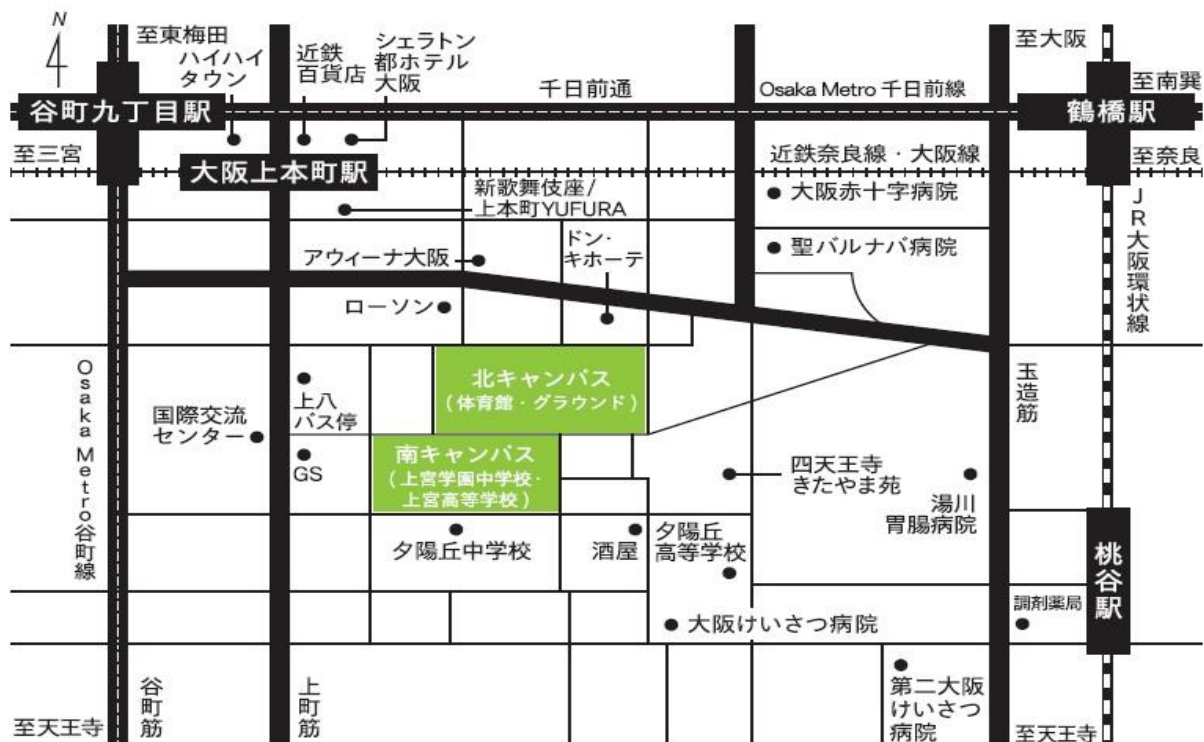 N
至東梅田
ハイハイ
タウン
近鉄
百貨店
シェラトン
都ホテル
大阪
千日前通
Osaka Metro 千日前線
至大阪
至南巽
谷町九丁目駅
鶴橋駅
至三宮
大阪上本町駅
近鉄奈良線・大阪線
至奈良
新歌舞伎座/
上本町YUFURA
大阪赤十字病院
JR大阪環状線
アウィーナ大阪
ドン・
キホーテ
聖バルナバ病院
ローソン
Osaka Metro谷町線
国際交流
センター
上八
バス停
GS
北キャンパス
(体育館・グラウンド)
南キャンパス
(上宮学園中学校・
上宮高等学校)
四天王寺
きたやま苑
湯川
胃腸病院
玉造筋
夕陽丘中学校
酒屋
夕陽丘
高等学校
桃谷駅
調剤薬局
大阪けいさつ病院
第二大阪
けいさつ
病院
至天王寺
谷町筋
上町筋
至天王寺